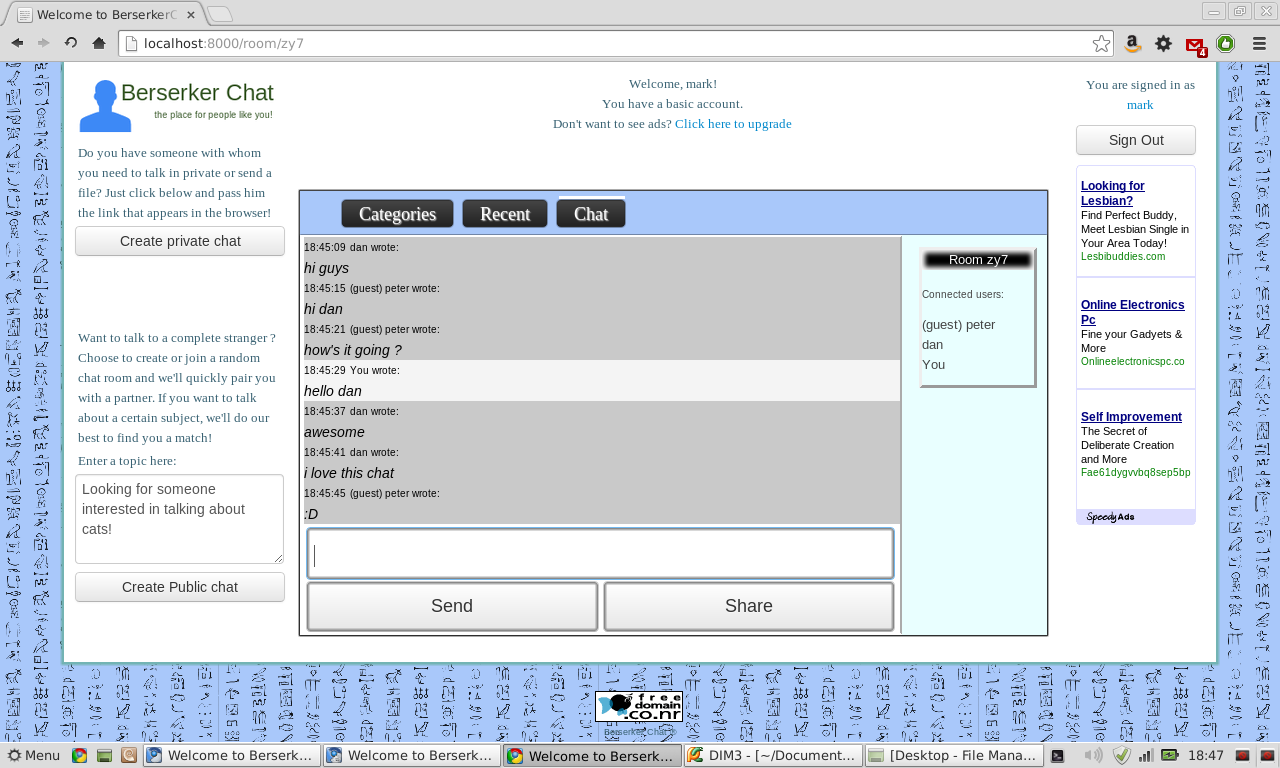 Welcome to BerserkerC
localhost:8000/room/zy7
4
Berserker Chat
the place for people like you!
Do you have someone with whom
you need to talk in private or send a
file? Just click below and pass him
the link that appears in the browser!
Create private chat
Want to talk to a complete stranger ?
Choose to create or join a random
chat room and we'll quickly pair you
with a partner. If you want to talk
about a certain subject, we'll do our
best to find you a match!
Enter a topic here:
Looking for someone
interested in talking about
cats!
Create Public chat
Welcome, mark!
You have a basic account.
Don't want to see ads? Click here to upgrade
Categories
Recent
Chat
18:45:09 dan wrote:
hi guys
18:45:15 (guest) peter wrote:
hi dan
18:45:21 (guest) peter wrote:
how's it going ?
18:45:29 You wrote:
hello dan
18:45:37 dan wrote:
awesome
18:45:41 dan wrote:
i love this chat
18:45:45 (guest) peter wrote:
:D
Send
Share
Room zy7
Connected users:
(guest) peter
dan
You
You are signed in as
mark
Sign Out
Looking for
Lesbian?
Find Perfect Buddy,
Meet Lesbian Single in
Your Area Today!
Lesbibuddies.com
Online Electronics
Pc
Fine your Gadyets &
More
Onlineelectronicspc.co
Self Improvement
The Secret of
Deliberate Creation
and More
Fae61dygvvbq8sep5bp
Speedy Ads
free
domain
.co.nr
Berserker Chat ©
Menu
Welcome to Berserk...
Welcome to Berserk...
Welcome to Berserk...
DIM3 - [~/Document...
[Desktop - File Mana...
18:47